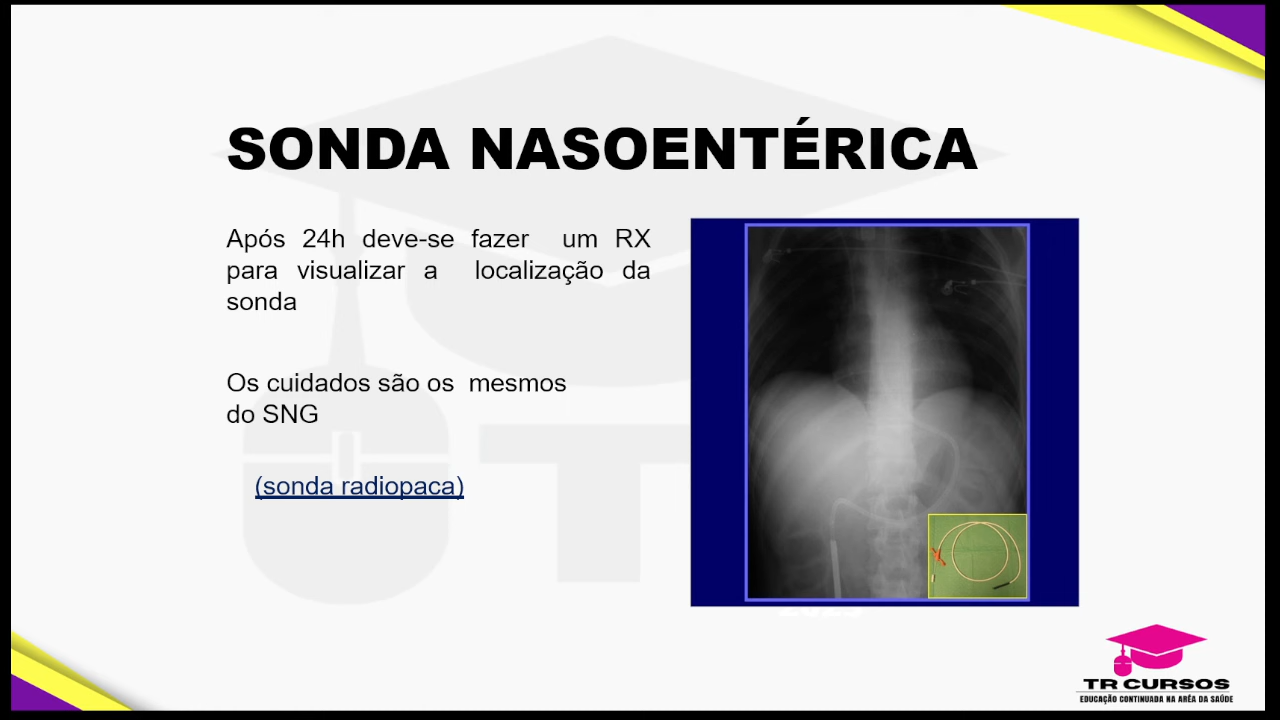 SONDA NASOENTÉRICA
Após 24h deve-se fazer um RX
para visualizar a localização da
sonda
Os cuidados são os mesmos
do SNG
(sonda radiopaca)
TR CURSOS
EDUCAÇÃO CONTINUADA NA ARÊA DA SAÚDE